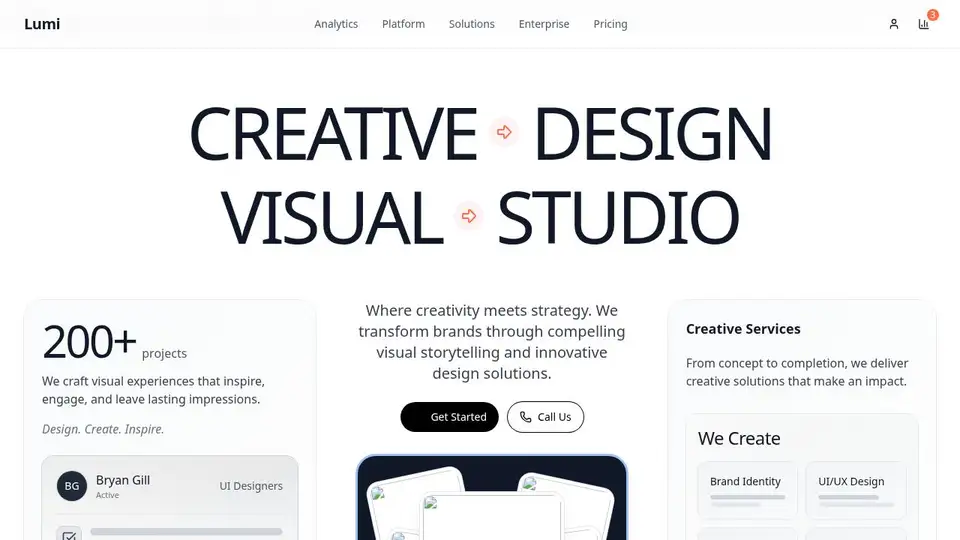 Lumi
Analytics
Platform
Solutions
Enterprise
Pricing
3
CREATIVE DESIGN
VISUAL STUDIO
200+ projects
We craft visual experiences that inspire,
engage, and leave lasting impressions.
Design. Create. Inspire.
BG
Bryan Gill
Active
UI Designers
Where creativity meets strategy. We
transform brands through compelling
visual storytelling and innovative
design solutions.
Get Started
Call Us
Creative Services
From concept to completion, we deliver
creative solutions that make an impact.
We Create
Brand Identity
UI/UX Design